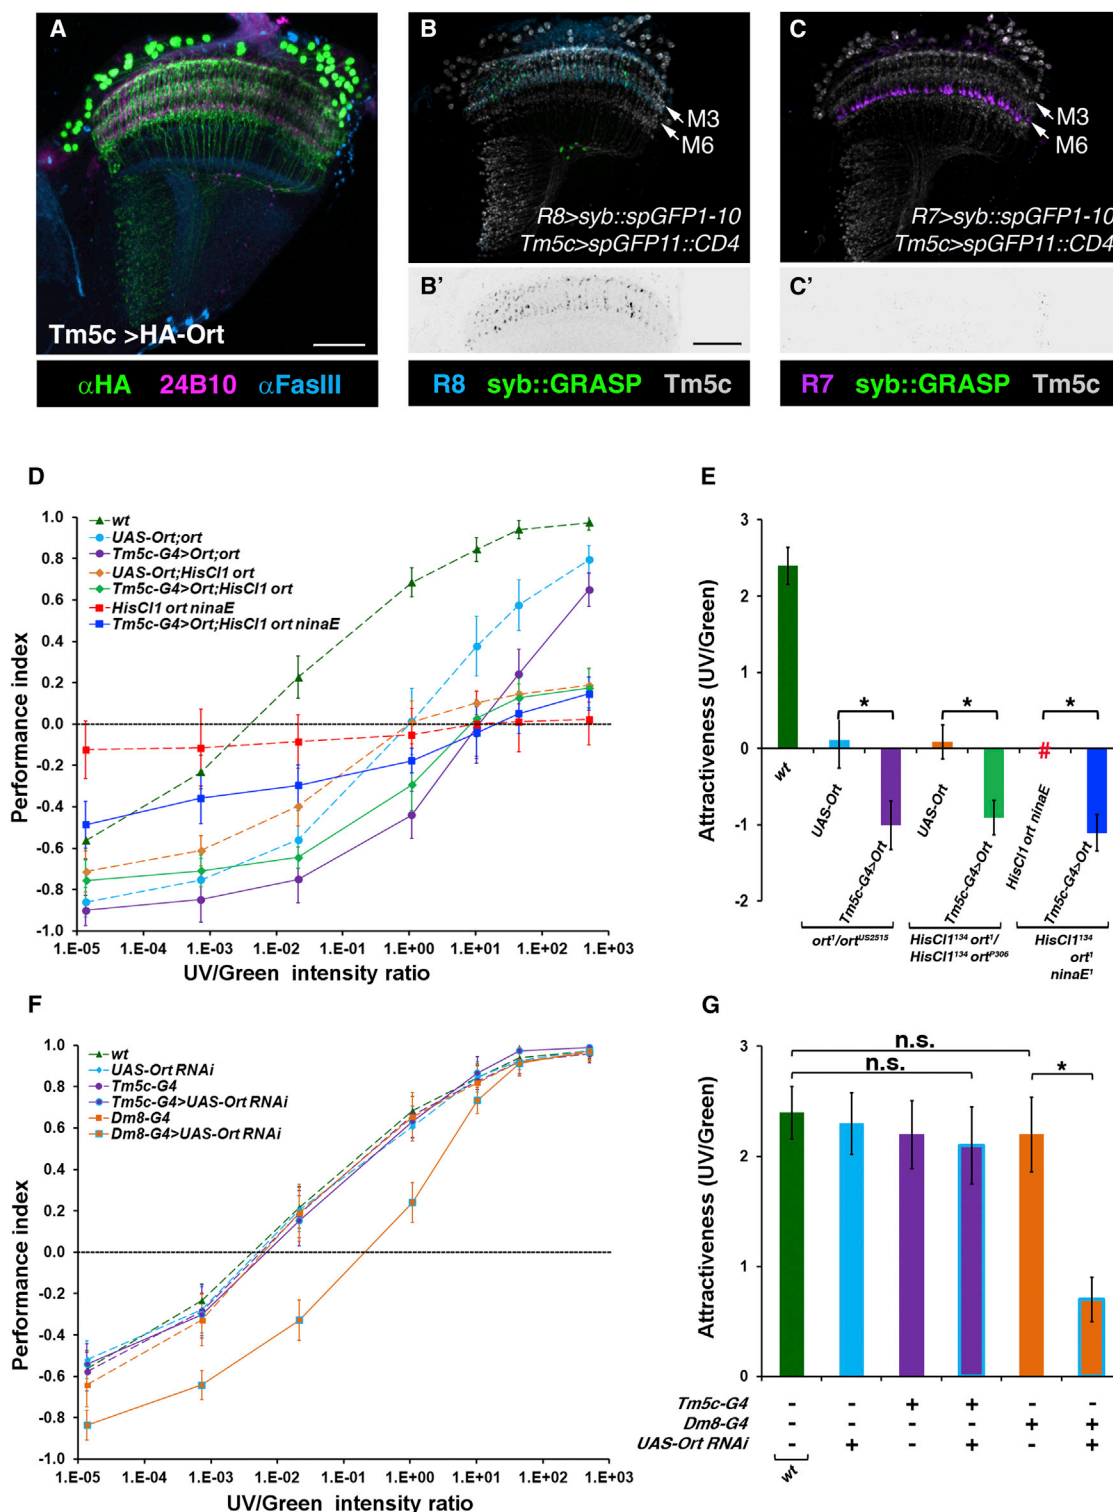 A
Tm5c >HA-Ort
αHA 24B10 αFasIII
B
M3
M6
R8>syb::spGFP1-10
Tm5c>spGFP11::CD4
B'
R8 syb::GRASP Tm5c
C
M3
M6
R7>syb::spGFP1-10
Tm5c>spGFP11::CD4
C'
R7 syb::GRASP Tm5c
D
wt
UAS-Ort;ort
Tm5c-G4>Ort;ort
UAS-Ort;HisCl1 ort
Tm5c-G4>Ort;HisCl1 ort
HisCl1 ort ninaE
Tm5c-G4>Ort;HisCl1 ort ninaE
Performance index
1.0
0.8
0.6
0.4
0.2
0.0
-0.2
-0.4
-0.6
-0.8
-1.0
1.E-05 1.E-03 1.E-02 1.E-01 1.E+00 1.E+01 1.E+02 1.E+03
UV/Green intensity ratio
E
Attractiveness (UV/Green)
3
2
1
0
-1
-2
* * *
#
wt
UAS-Ort
Tm5c-G4>Ort
UAS-Ort
Tm5c-G4>Ort
HisCl1 ort ninaE
Tm5c-G4>Ort
ort¹/ort^US2515
HisCl1¹³⁴ ort¹/
HisCl1¹³⁴ ort^P306
HisCl1¹³⁴
ort¹
ninaE¹
F
wt
UAS-Ort RNAi
Tm5c-G4
Tm5c-G4>UAS-Ort RNAi
Dm8-G4
Dm8-G4>UAS-Ort RNAi
Performance index
1.0
0.8
0.6
0.4
0.2
0.0
-0.2
-0.4
-0.6
-0.8
-1.0
1.E-05 1.E-03 1.E-02 1.E-01 1.E+00 1.E+01 1.E+02 1.E+03
UV/Green intensity ratio
G
Attractiveness (UV/Green)
3
2
1
0
n.s.
n.s.
*
Tm5c-G4 - - + + - -
Dm8-G4 - - - - + +
UAS-Ort RNAi - + - + - +
wt